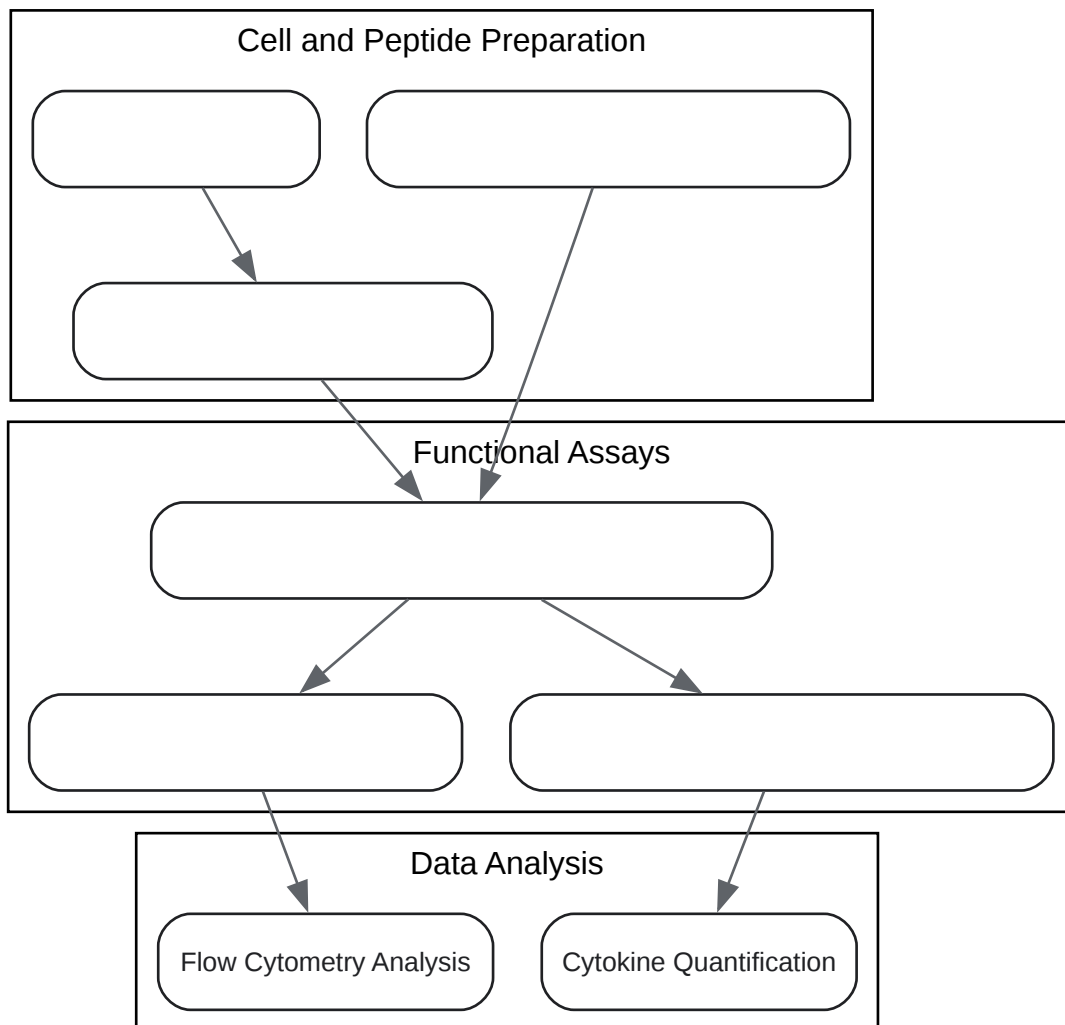 Cell and Peptide Preparation
Functional Assays
Data Analysis
Flow Cytometry Analysis
Cytokine Quantification